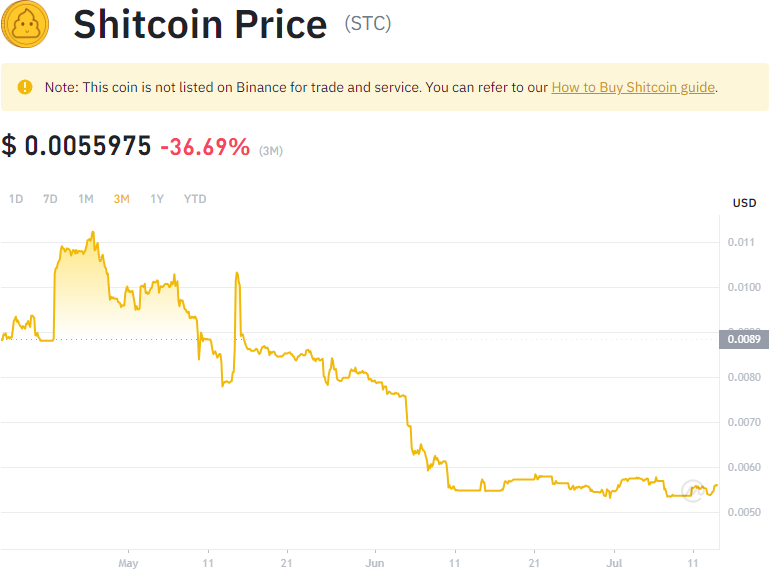 Shitcoin Price (STC)
Note: This coin is not listed on Binance for trade and service. You can refer to our How to Buy Shitcoin guide.
$ 0.0055975 -36.69% (3M)
1D 7D 1M 3M 1Y YTD
USD
0.011
0.0100
0.0089
0.0080
0.0070
0.0060
0.0050
May 11 21 Jun 11 21 Jul 11